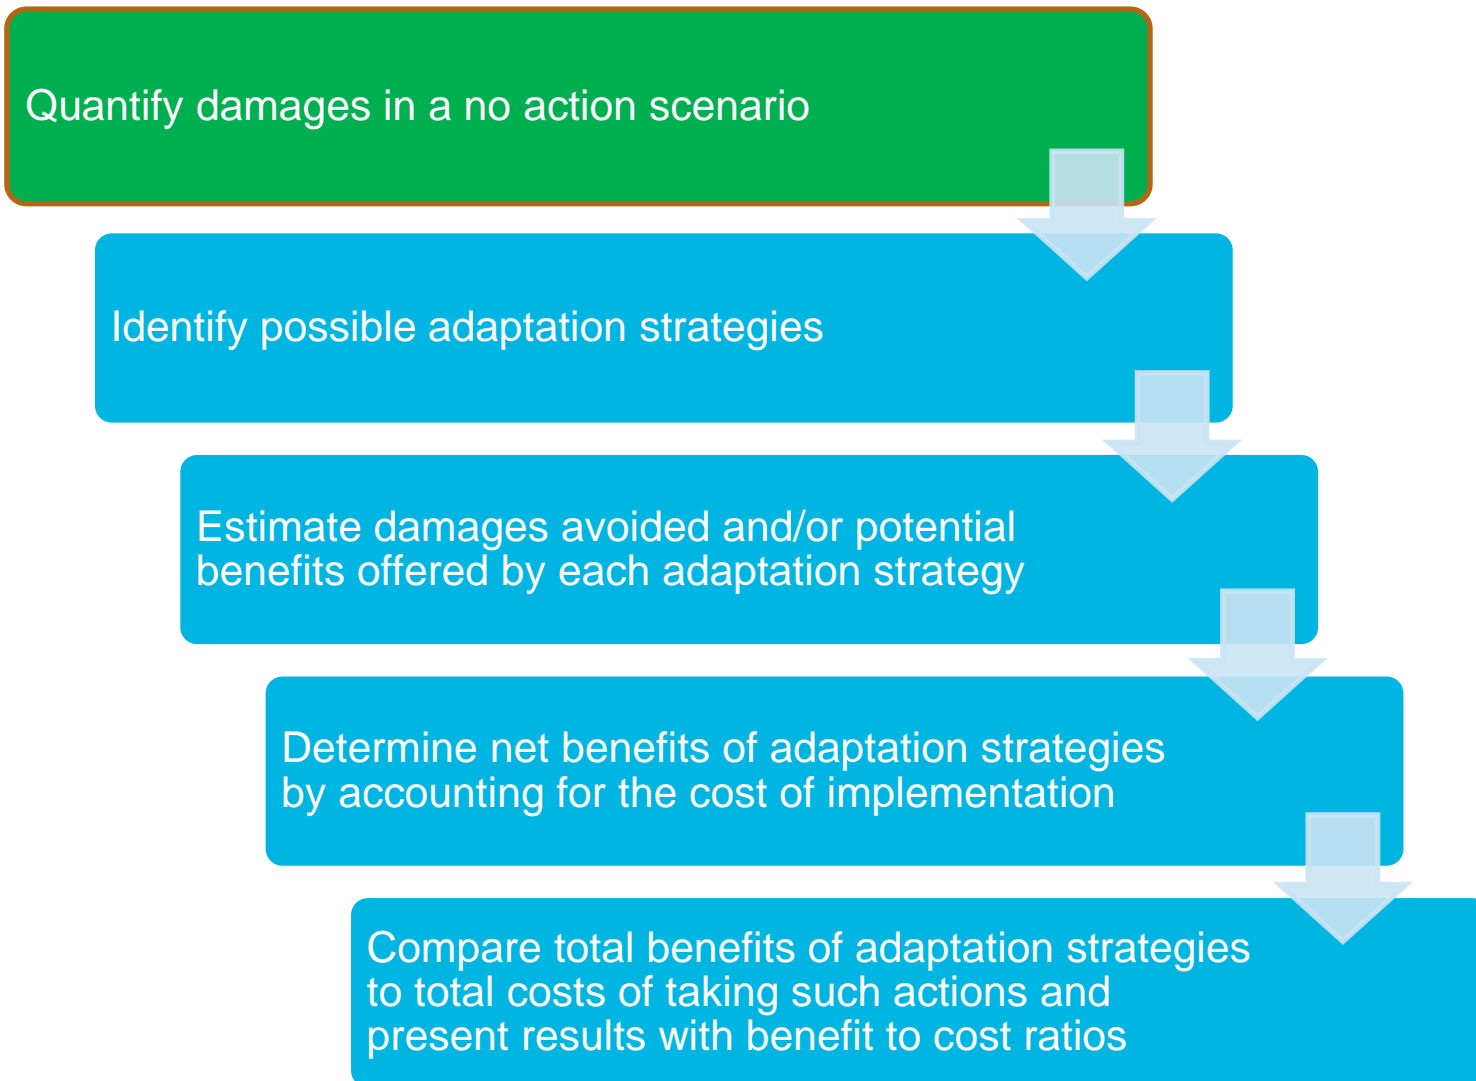 Quantify damages in a no action scenario
Identify possible adaptation strategies
Estimate damages avoided and/or potential
benefits offered by each adaptation strategy
Determine net benefits of adaptation strategies
by accounting for the cost of implementation
Compare total benefits of adaptation strategies
to total costs of taking such actions and
present results with benefit to cost ratios